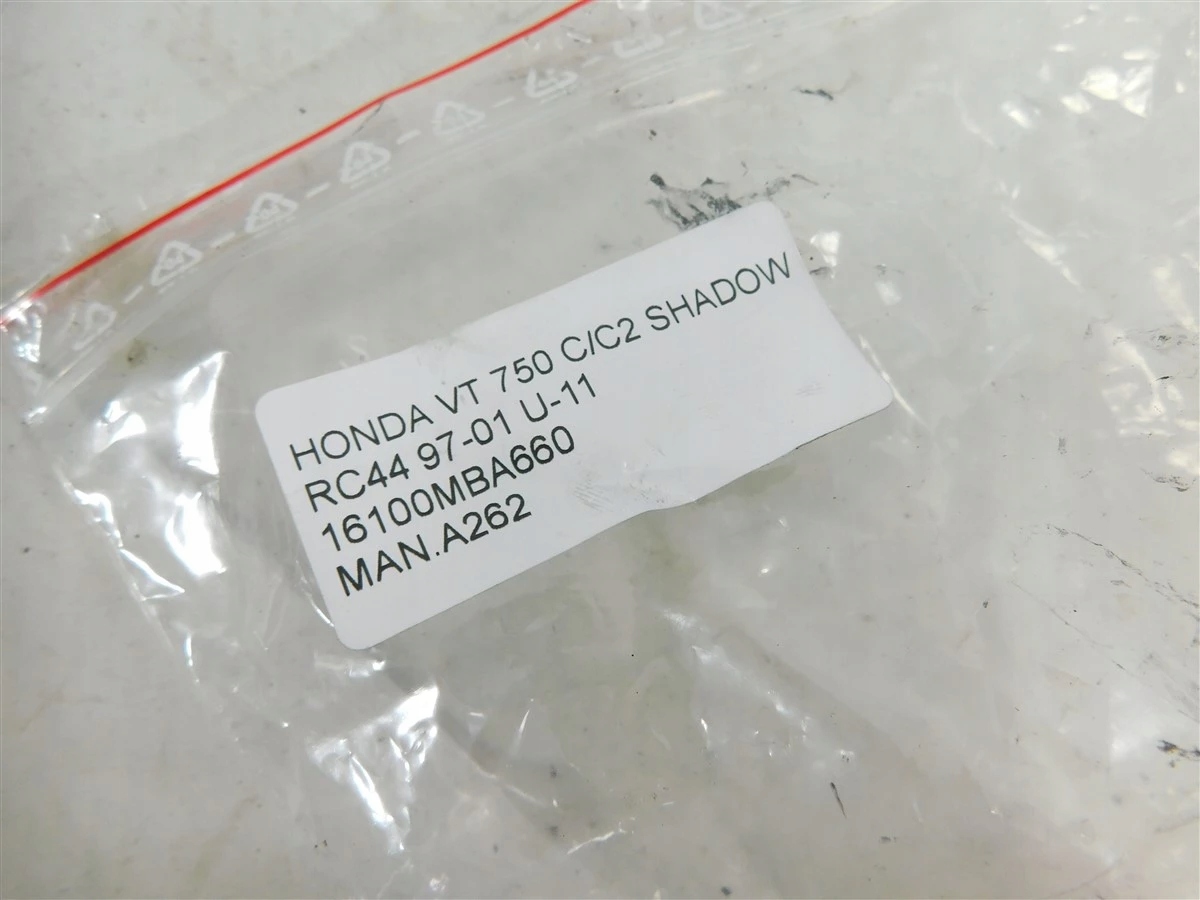 HONDA VT 750 C/C2 SHADOW
RC44 97-01 U-11
16100MBA660
MAN.A262